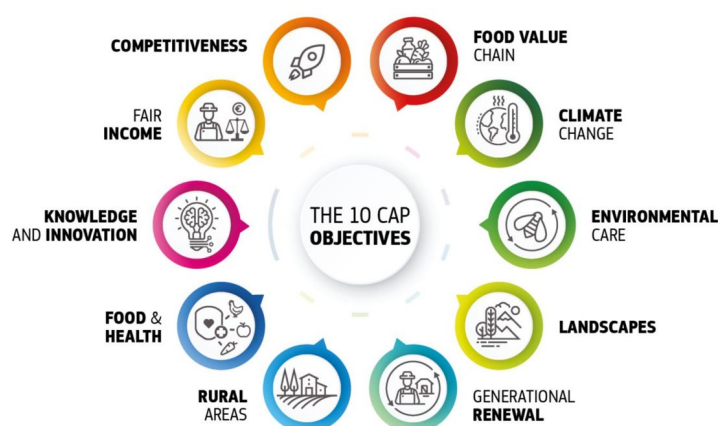 COMPETITIVENESS
FOOD VALUE
CHAIN
FAIR
INCOME
CLIMATE
CHANGE
KNOWLEDGE
AND INNOVATION
THE 10 CAP
OBJECTIVES
ENVIRONMENTAL
CARE
FOOD &
HEALTH
LANDSCAPES
RURAL
AREAS
GENERATIONAL
RENEWAL